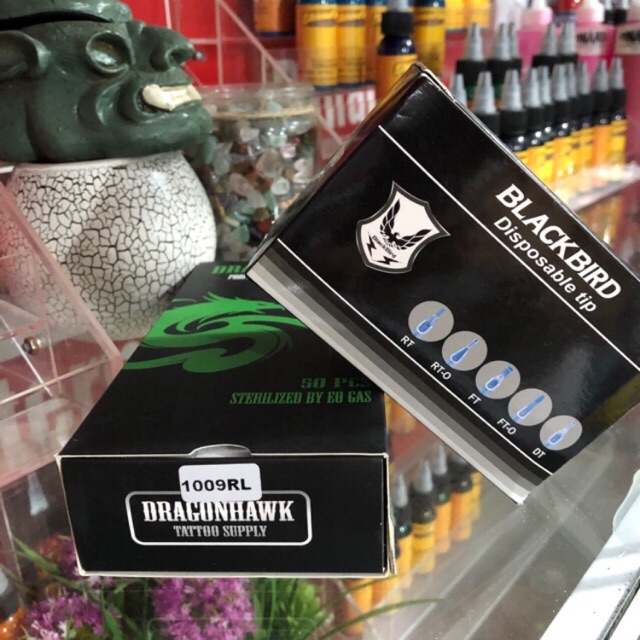 BLACKBIRD
Disposable tip
RT
RT-O
FT
FT-O
DT
50 PCS
STERILIZED BY EO GAS
1009RL
DRAGONHAWK
TATTOO SUPPLY